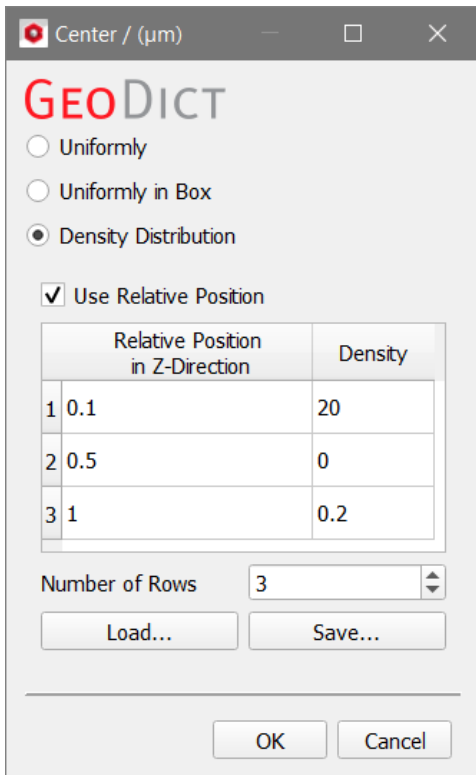 Center / (µm)
GEODICT
Uniformly
Uniformly in Box
Density Distribution
Use Relative Position
Relative Position
in Z-Direction
Density
1 0.1 20
2 0.5 0
3 1 0.2
Number of Rows 3
Load... Save...
OK Cancel